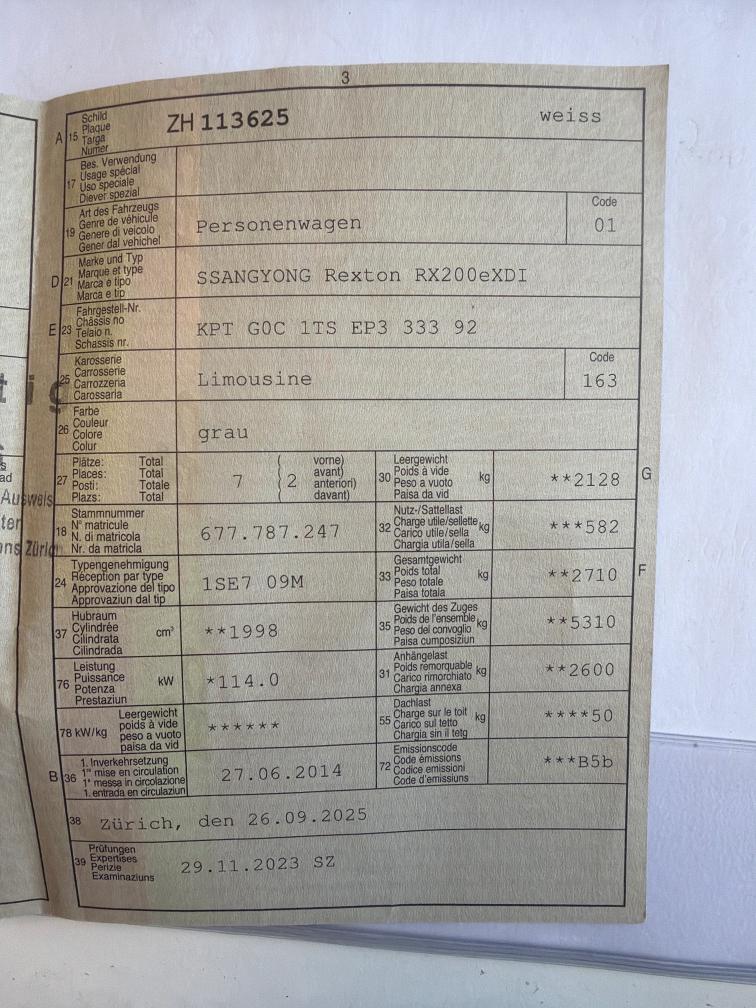 3
A 15 Schild
Plaque
Targa
Numer
ZH 113625 weiss
17 Bes. Verwendung
Usage spécial
Uso speciale
Diever spezial
19 Art des Fahrzeugs
Genre de véhicule
Genere di veicolo
Gener dal vehichel
Personenwagen
Code
01
D 21 Marke und Typ
Marque et type
Marca e tipo
Marca e tip
SSANGYONG Rexton RX200eXDI
E 23 Fahrgestell-Nr.
Châssis no
Telaio n.
Schassis nr.
KPT G0C 1TS EP3 333 92
25 Karosserie
Carrosserie
Carrozzeria
Carossaria
Limousine
Code
163
26 Farbe
Couleur
Colore
Colur
grau
27 Plätze: Total
Places: Total
Posti: Totale
Plazs: Total
7 ( 2 vorne)
avant)
anteriori)
davant)
30 Leergewicht
Poids à vide
Peso a vuoto
Paisa da vid
kg **2128 G
18 Stammnummer
N° matricule
N. di matricola
Nr. da matricla
677.787.247
32 Nutz-/Sattellast
Charge utile/sellette
Carico utile/sella
Chargia utila/sella
kg ***582
24 Typengenehmigung
Réception par type
Approvazione del tipo
Approvaziun dal tip
1SE7 09M
33 Gesamtgewicht
Poids total
Peso totale
Paisa totala
kg **2710 F
37 Hubraum
Cylindrée
Cilindrata
Cilindrada
cm³ **1998
35 Gewicht des Zuges
Poids de l'ensemble
Peso del convoglio
Paisa cumposiziun
kg **5310
76 Leistung
Puissance
Potenza
Prestaziun
kW *114.0
31 Anhängelast
Poids remorquable
Carico rimorchiato
Chargia annexa
kg **2600
78 kW/kg Leergewicht
poids à vide
peso a vuoto
paisa da vid
******
55 Dachlast
Charge sur le toit
Carico sul tetto
Chargia sin il tetg
kg ****50
B 36 1. Inverkehrsetzung
1re mise en circulation
1a messa in circolazione
1. entrada en circulaziun
27.06.2014
72 Emissionscode
Code émissions
Codice emissioni
Code d'emissiuns
***B5b
38 Zürich, den 26.09.2025
39 Prüfungen
Expertises
Perizie
Examinaziuns
29.11.2023 SZ
ad
Ausweis